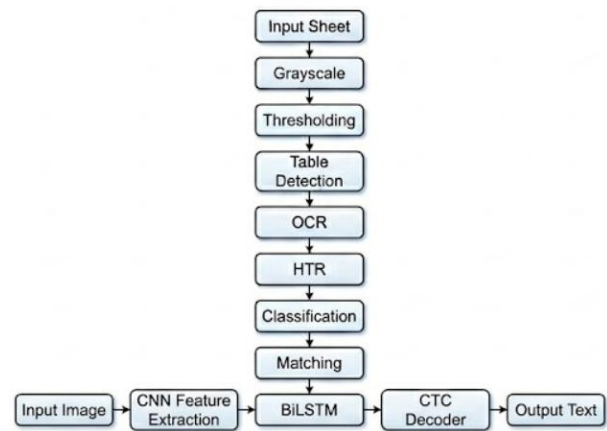 Input Sheet
Grayscale
Thresholding
Table
Detection
OCR
HTR
Classification
Matching
Input Image
CNN Feature
Extraction
BiLSTM
CTC
Decoder
Output Text